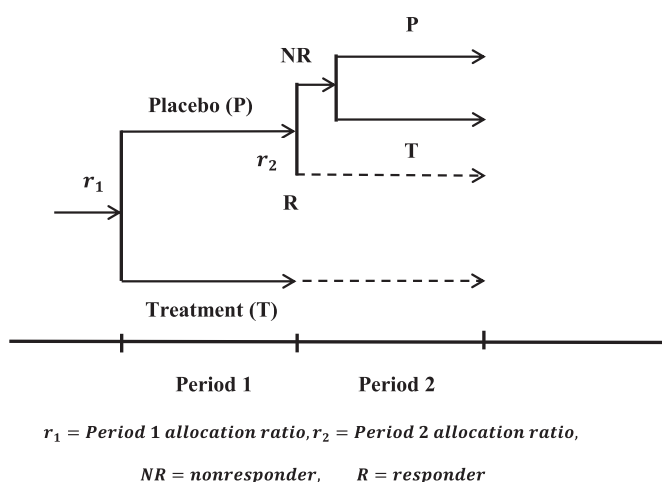 P
NR
Placebo (P)
T
r₂
r₁
R
Treatment (T)
Period 1 Period 2
r₁ = Period 1 allocation ratio, r₂ = Period 2 allocation ratio,
NR = nonresponder, R = responder